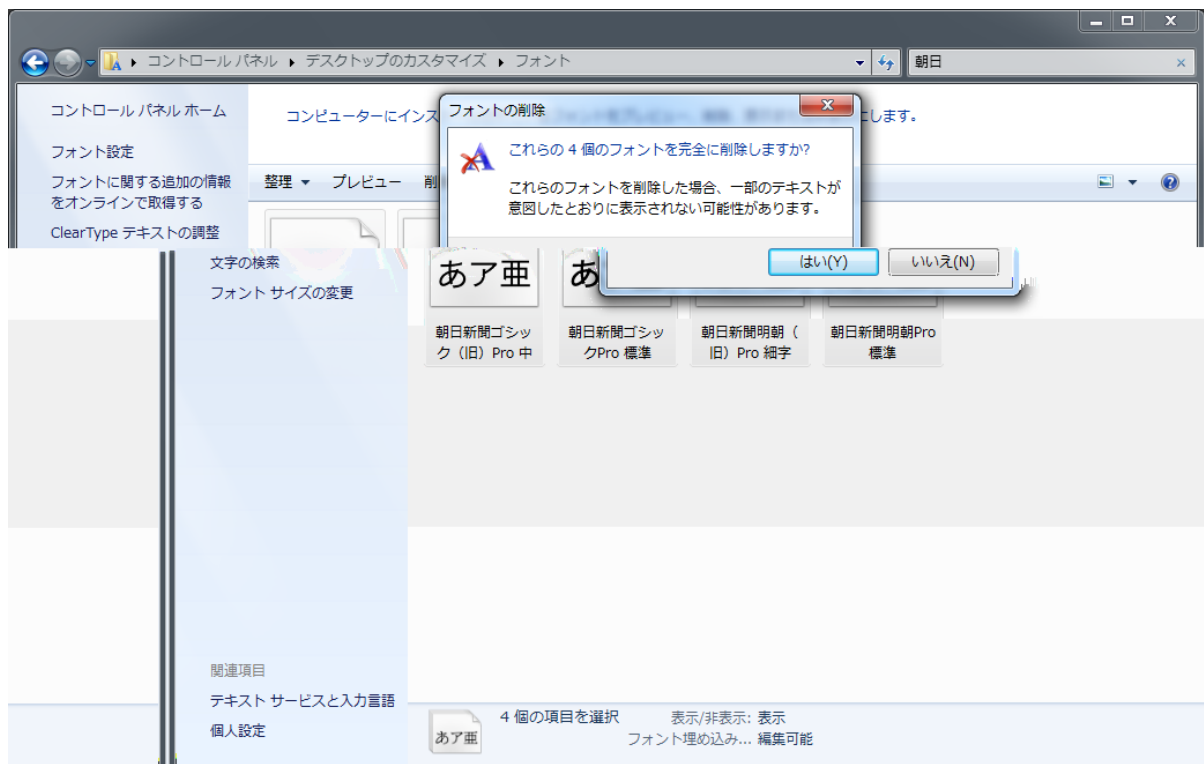 コントロール パネル ▸ デスクトップのカスタマイズ ▸ フォント
朝日
コントロール パネル ホーム
フォント設定
フォントに関する追加の情報
をオンラインで取得する
ClearType テキストの調整
文字の検索
フォント サイズの変更
関連項目
テキスト サービスと入力言語
個人設定
コンピューターにインス
にします。
整理 プレビュー 削
フォントの削除
これらの 4 個のフォントを完全に削除しますか?
これらのフォントを削除した場合、一部のテキストが
意図したとおりに表示されない可能性があります。
はい(Y) いいえ(N)
あア亜
あ
朝日新聞ゴシッ
ク（旧）Pro 中
朝日新聞ゴシッ
クPro 標準
朝日新聞明朝（
旧）Pro 細字
朝日新聞明朝Pro
標準
あア亜
4 個の項目を選択 表示/非表示: 表示
フォント埋め込み... 編集可能